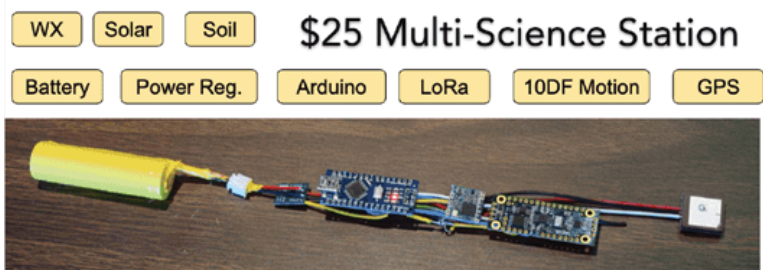 WX Solar Soil $25 Multi-Science Station
Battery Power Reg. Arduino LoRa 10DF Motion GPS